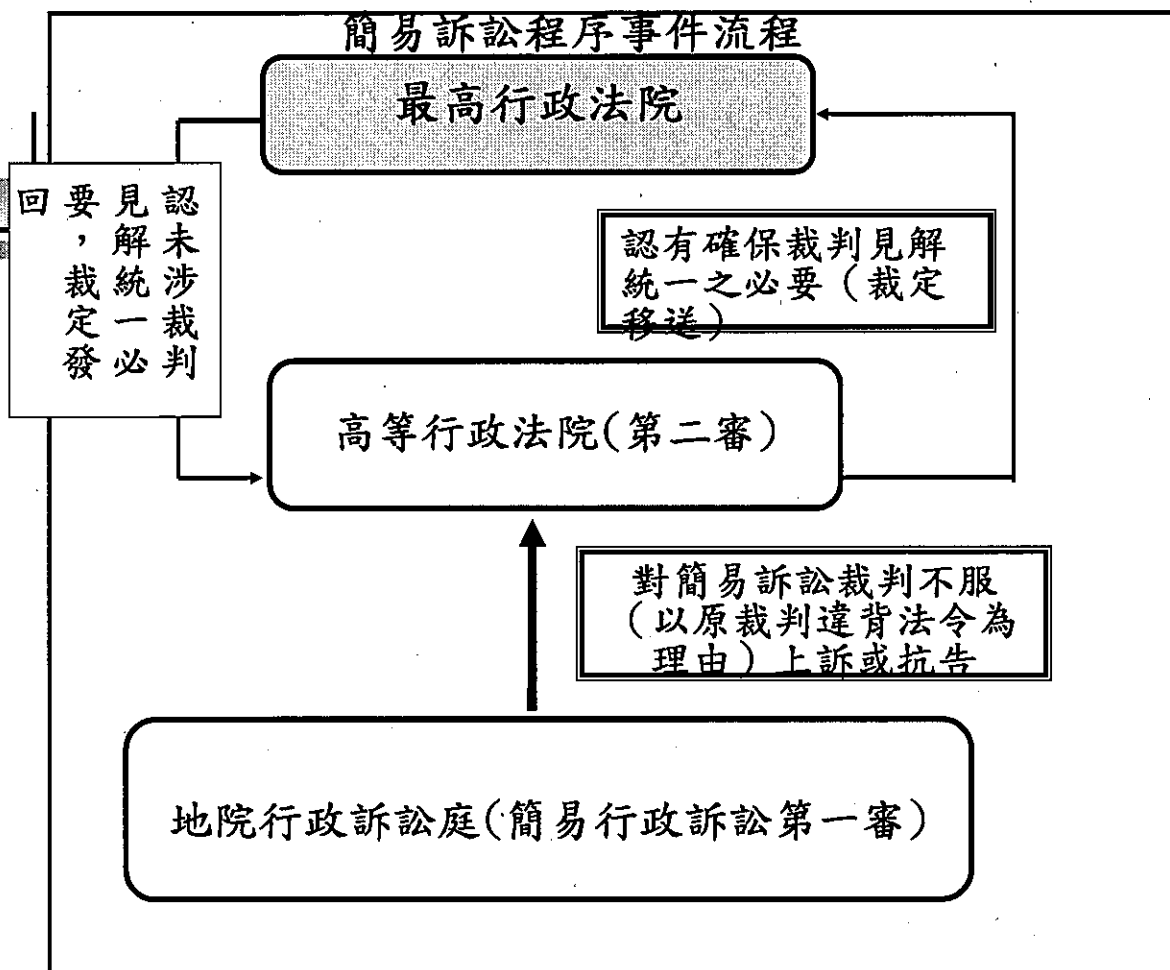 簡易訴訟程序事件流程
最高行政法院
認未涉裁判
見解統一必
要，裁定發
回
認有確保裁判見解
統一之必要（裁定
移送）
高等行政法院(第二審)
對簡易訴訟裁判不服
（以原裁判違背法令為
理由）上訴或抗告
地院行政訴訟庭(簡易行政訴訟第一審)